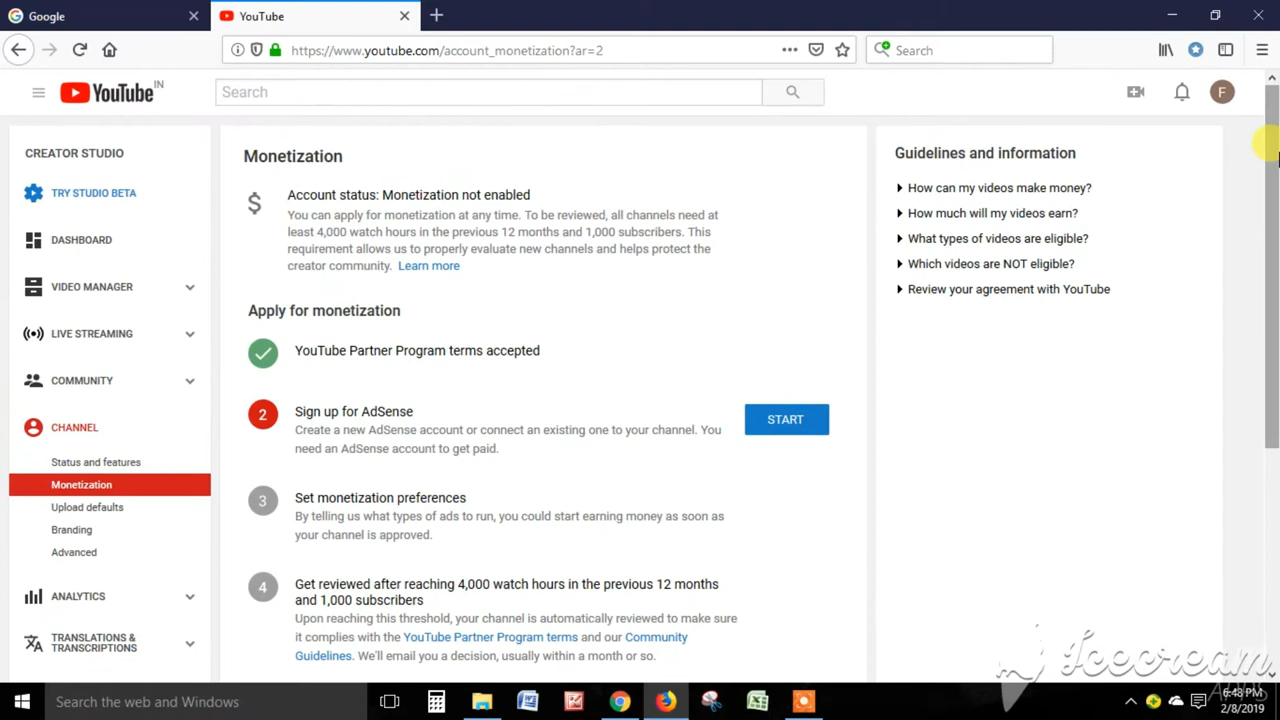 Google
YouTube
https://www.youtube.com/account_monetization?ar=2
Search
YouTube IN
Search
F
CREATOR STUDIO
TRY STUDIO BETA
DASHBOARD
VIDEO MANAGER
LIVE STREAMING
COMMUNITY
CHANNEL
Status and features
Monetization
Upload defaults
Branding
Advanced
ANALYTICS
TRANSLATIONS &
TRANSCRIPTIONS
Monetization
$
Account status: Monetization not enabled
You can apply for monetization at any time. To be reviewed, all channels need at
least 4,000 watch hours in the previous 12 months and 1,000 subscribers. This
requirement allows us to properly evaluate new channels and helps protect the
creator community. Learn more
Apply for monetization
YouTube Partner Program terms accepted
2
Sign up for AdSense
Create a new AdSense account or connect an existing one to your channel. You
need an AdSense account to get paid.
START
3
Set monetization preferences
By telling us what types of ads to run, you could start earning money as soon as
your channel is approved.
4
Get reviewed after reaching 4,000 watch hours in the previous 12 months
and 1,000 subscribers
Upon reaching this threshold, your channel is automatically reviewed to make sure
it complies with the YouTube Partner Program terms and our Community
Guidelines. We'll email you a decision, usually within a month or so.
Guidelines and information
How can my videos make money?
How much will my videos earn?
What types of videos are eligible?
Which videos are NOT eligible?
Review your agreement with YouTube
Icecream
APPS
Search the web and Windows
6:48 PM
2/8/2019